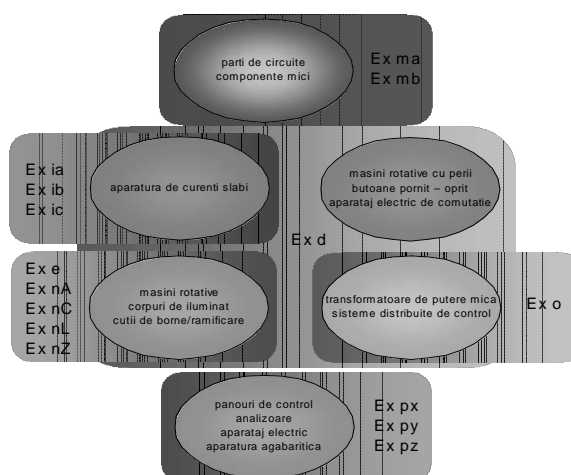 parti de circuite
componente mici
Ex ma
Ex mb
Ex ia
Ex ib
Ex ic
aparatura de curenti slabi
masini rotative cu perii
butoane pornit – oprit
aparataj electric de comutatie
Ex d
Ex e
Ex nA
Ex nC
Ex nL
Ex nZ
masini rotative
corpuri de iluminat
cutii de borne/ramificare
transformatoare de putere mica
sisteme distribuite de control
Ex o
panouri de control
analizoare
aparataj electric
aparatura agabaritica
Ex px
Ex py
Ex pz